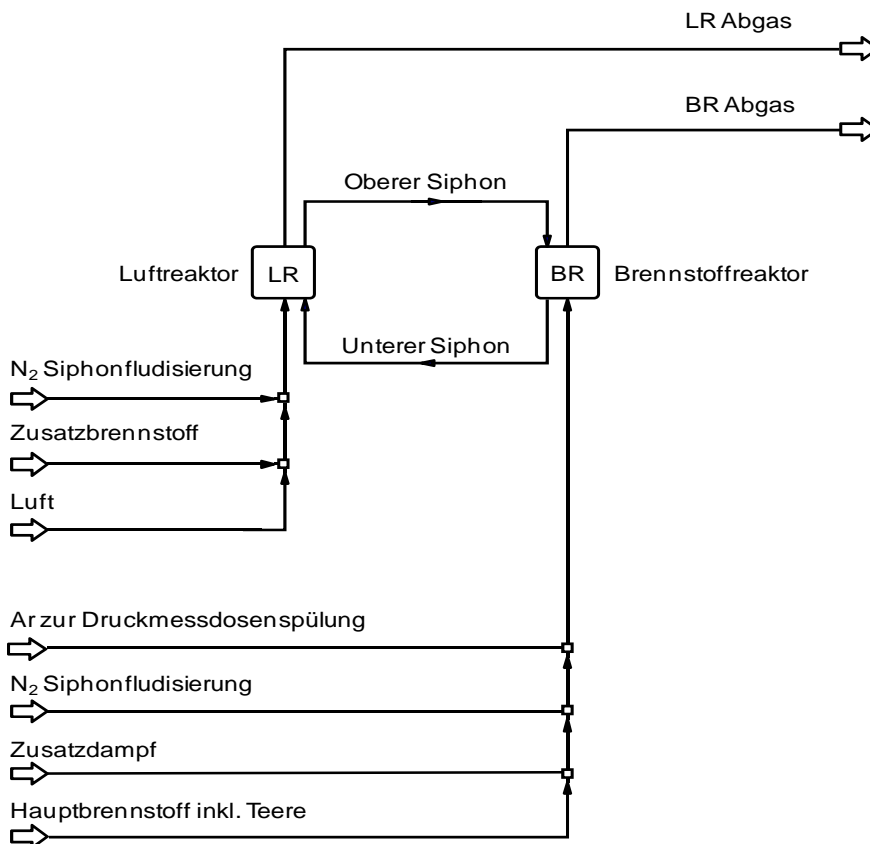 LR Abgas
BR Abgas
Oberer Siphon
Luftreaktor
LR
BR
Brennstoffreaktor
Unterer Siphon
N₂ Siphonfludisierung
Zusatzbrennstoff
Luft
Ar zur Druckmessdosenspülung
N₂ Siphonfludisierung
Zusatzdampf
Hauptbrennstoff inkl. Teere